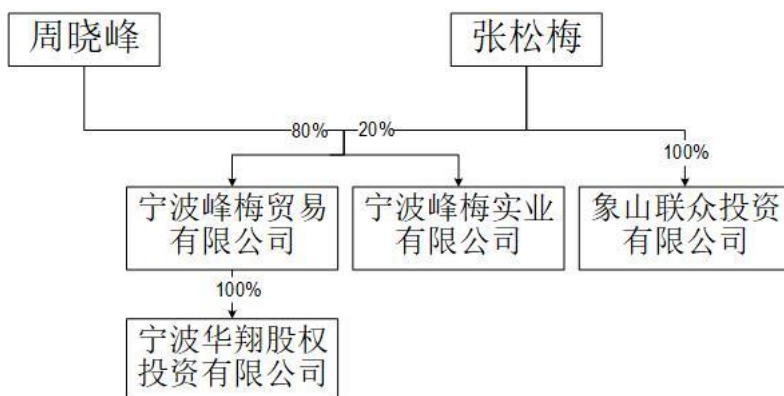 周晓峰
张松梅
80%
20%
100%
宁波峰梅贸易
有限公司
宁波峰梅实业
有限公司
象山联众投资
有限公司
100%
宁波华翔股权
投资有限公司